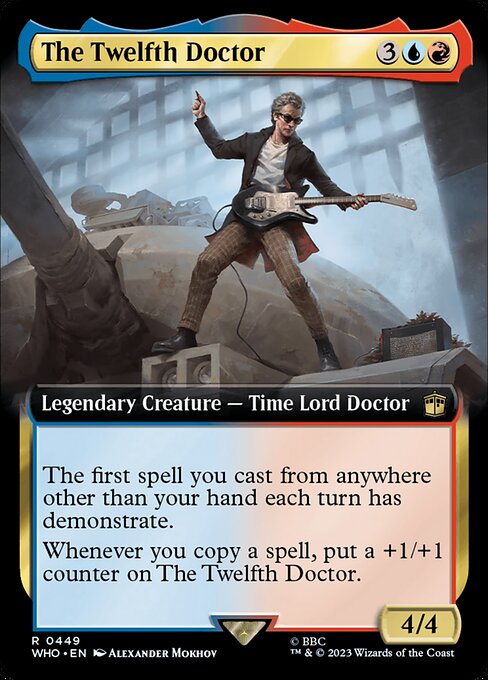 The Twelfth Doctor 3
Legendary Creature — Time Lord Doctor
The first spell you cast from anywhere
other than your hand each turn has
demonstrate.
Whenever you copy a spell, put a +1/+1
counter on The Twelfth Doctor.
4/4
R 0449
WHO • EN Alexander Mokhov
© BBC
™ & © 2023 Wizards of the Coast